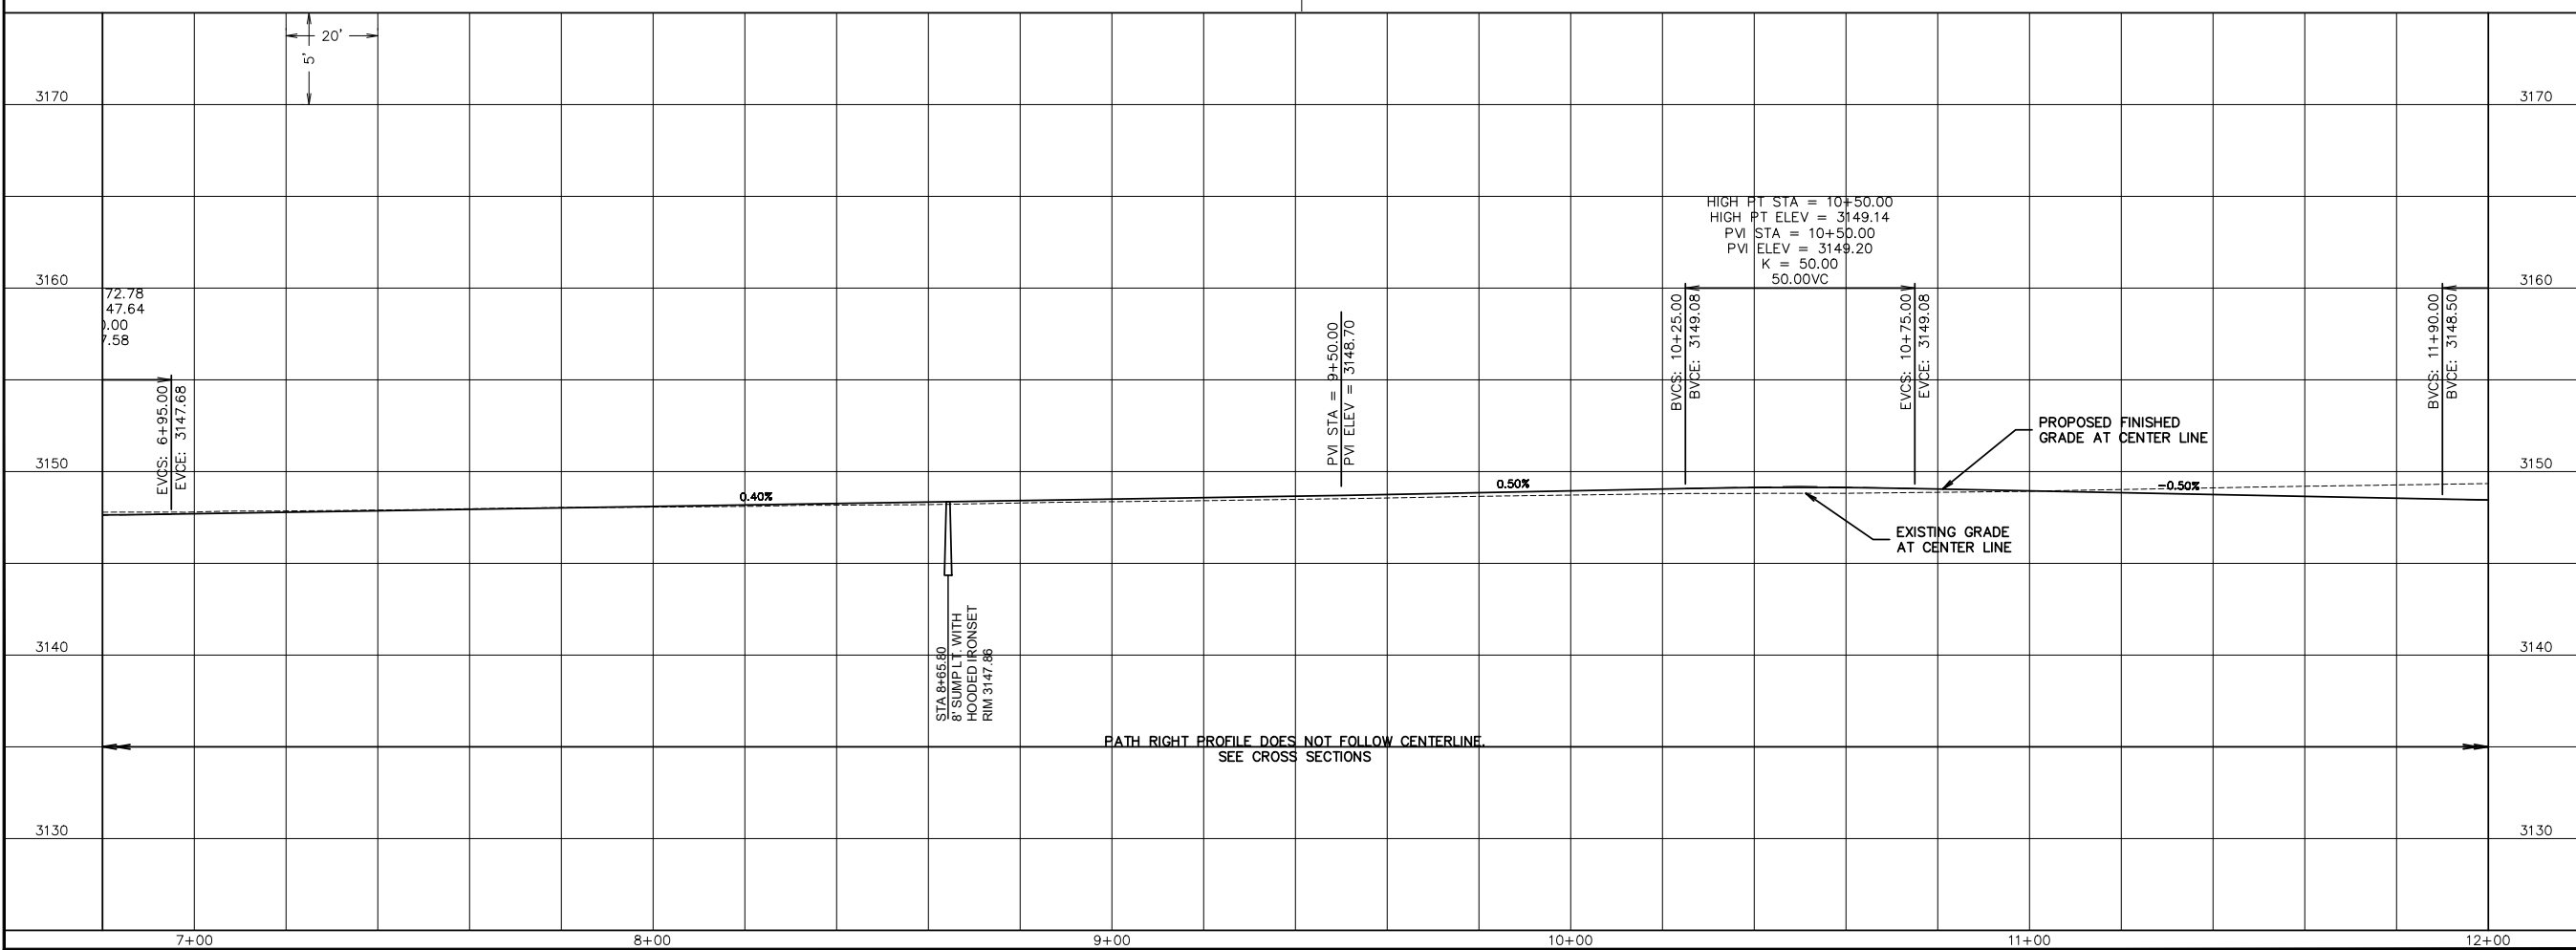 20'
5'
3170
3170
HIGH PT STA = 10+50.00
HIGH PT ELEV = 3149.14
PVI STA = 10+50.00
PVI ELEV = 3149.20
K = 50.00
50.00VC
3160
3160
72.78
47.64
0.00
7.58
EVCS: 6+95.00
EVCE: 3147.68
PVI STA = 9+50.00
PVI ELEV = 3148.70
BVCS: 10+25.00
BVCE: 3149.08
EVCS: 10+75.00
EVCE: 3149.08
BVCS: 11+90.00
BVCE: 3148.50
PROPOSED FINISHED
GRADE AT CENTER LINE
3150
3150
0.40%
0.50%
-0.50%
EXISTING GRADE
AT CENTER LINE
STA 8+65.80
8' SUMP LT. WITH
HOODED IRONSET
RIM 3147.86
3140
3140
PATH RIGHT PROFILE DOES NOT FOLLOW CENTERLINE.
SEE CROSS SECTIONS
3130
3130
7+00
8+00
9+00
10+00
11+00
12+00